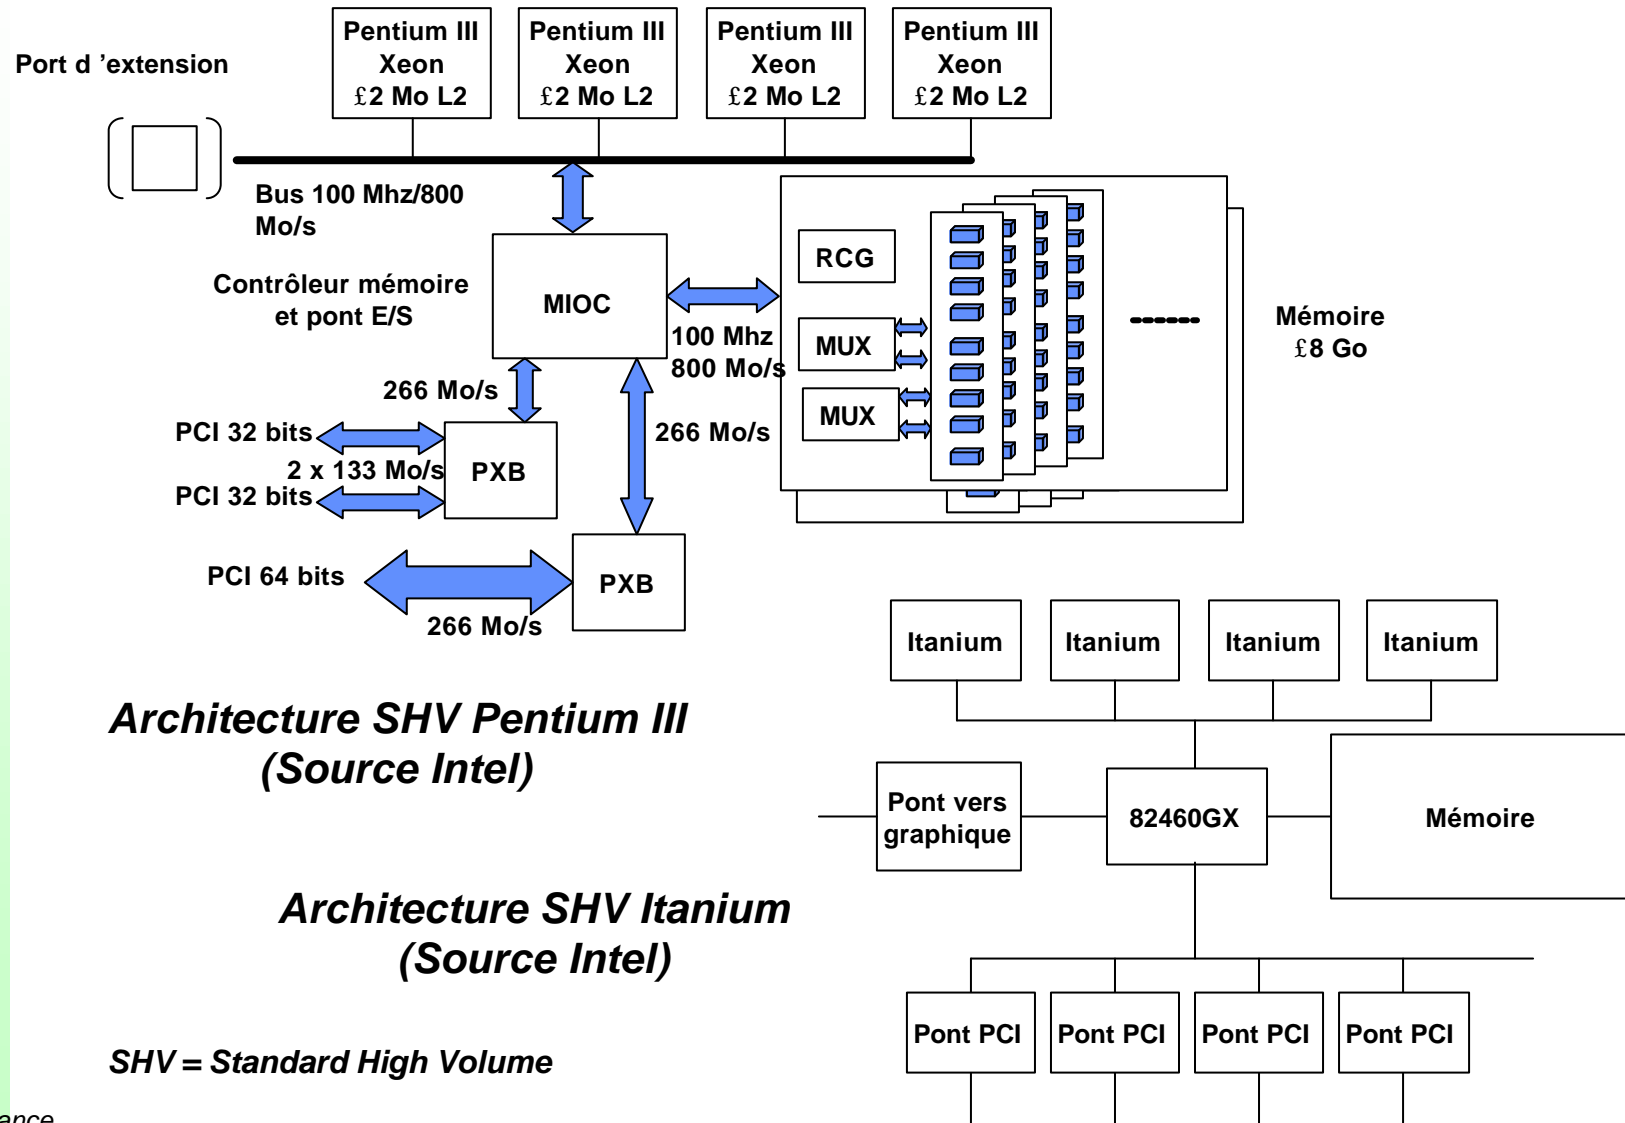 Port d ’extension
Pentium III
Xeon
£2 Mo L2
Pentium III
Xeon
£2 Mo L2
Pentium III
Xeon
£2 Mo L2
Pentium III
Xeon
£2 Mo L2
Bus 100 Mhz/800
Mo/s
Contrôleur mémoire
et pont E/S
MIOC
100 Mhz
800 Mo/s
RCG
MUX
MUX
Mémoire
£8 Go
266 Mo/s
266 Mo/s
PCI 32 bits
2 x 133 Mo/s
PCI 32 bits
PXB
PCI 64 bits
266 Mo/s
PXB
Architecture SHV Pentium III
(Source Intel)
Itanium
Itanium
Itanium
Itanium
Pont vers
graphique
82460GX
Mémoire
Architecture SHV Itanium
(Source Intel)
Pont PCI
Pont PCI
Pont PCI
Pont PCI
SHV = Standard High Volume